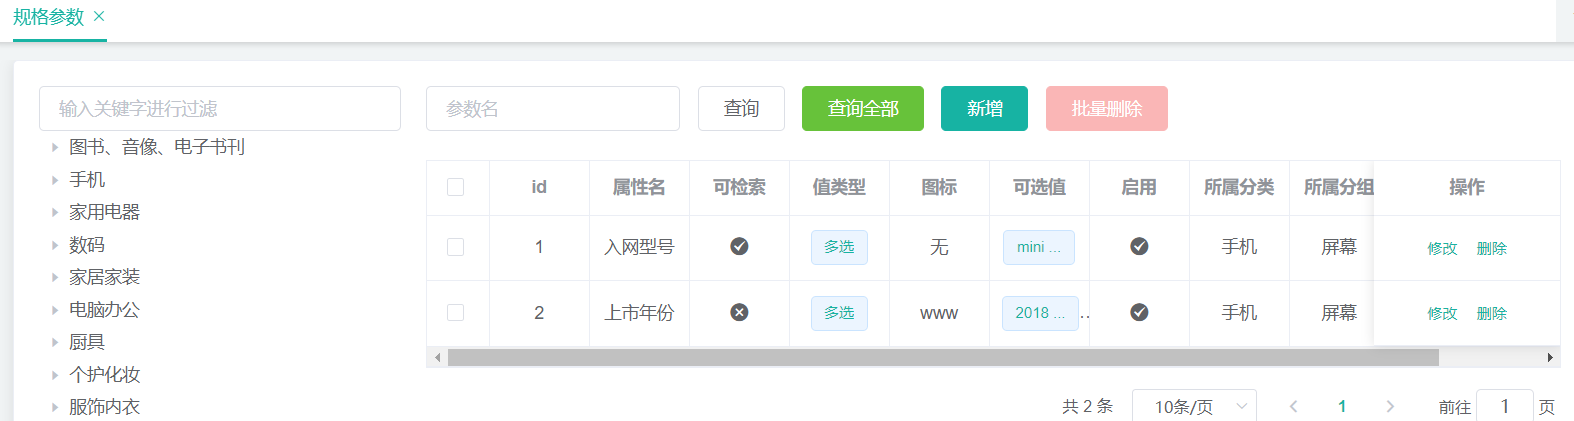 规格参数
输入关键字进行过滤
参数名 查询 查询全部 新增 批量删除
图书、音像、电子书刊
手机
家用电器
数码
家居家装
电脑办公
厨具
个护化妆
服饰内衣
id 属性名 可检索 值类型 图标 可选值 启用 所属分类 所属分组 操作
1 入网型号 多选 无 mini ... 手机 屏幕 修改 删除
2 上市年份 多选 www 2018 ... .. 手机 屏幕 修改 删除
共 2 条 10条/页 1 前往 1 页